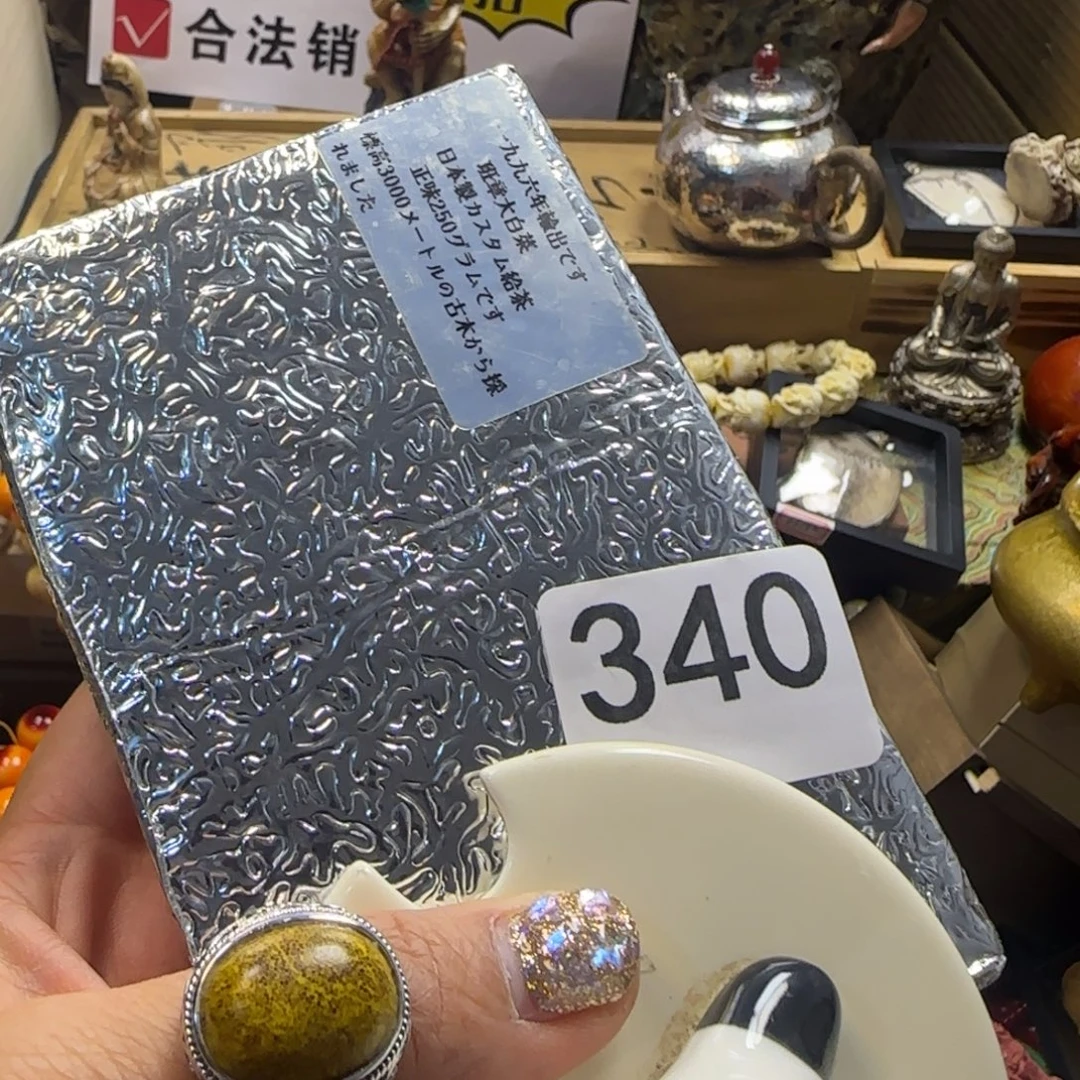 合法销
一九九六年輸出です
班章大白菜
日本製カスタム給茶
正味250グラムです
標高3000メートルの古木から採
れました。
340